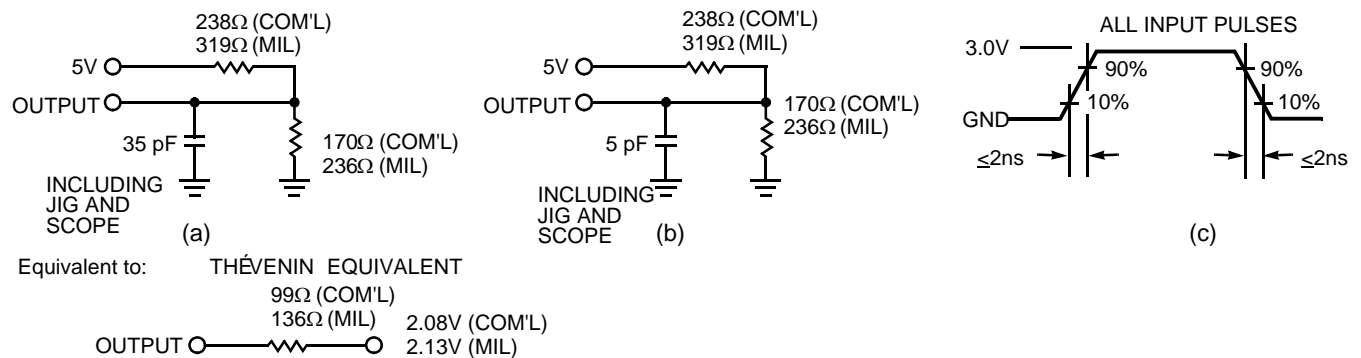 238Ω (COM'L)
319Ω (MIL)
5V
OUTPUT
35 pF
170Ω (COM'L)
236Ω (MIL)
INCLUDING
JIG AND
SCOPE
(a)
238Ω (COM'L)
319Ω (MIL)
5V
OUTPUT
170Ω (COM'L)
236Ω (MIL)
5 pF
INCLUDING
JIG AND
SCOPE
(b)
ALL INPUT PULSES
3.0V
90%
10%
90%
10%
GND
≤2ns
≤2ns
(c)
Equivalent to: THÉVENIN EQUIVALENT
99Ω (COM'L)
136Ω (MIL)
2.08V (COM'L)
OUTPUT
2.13V (MIL)